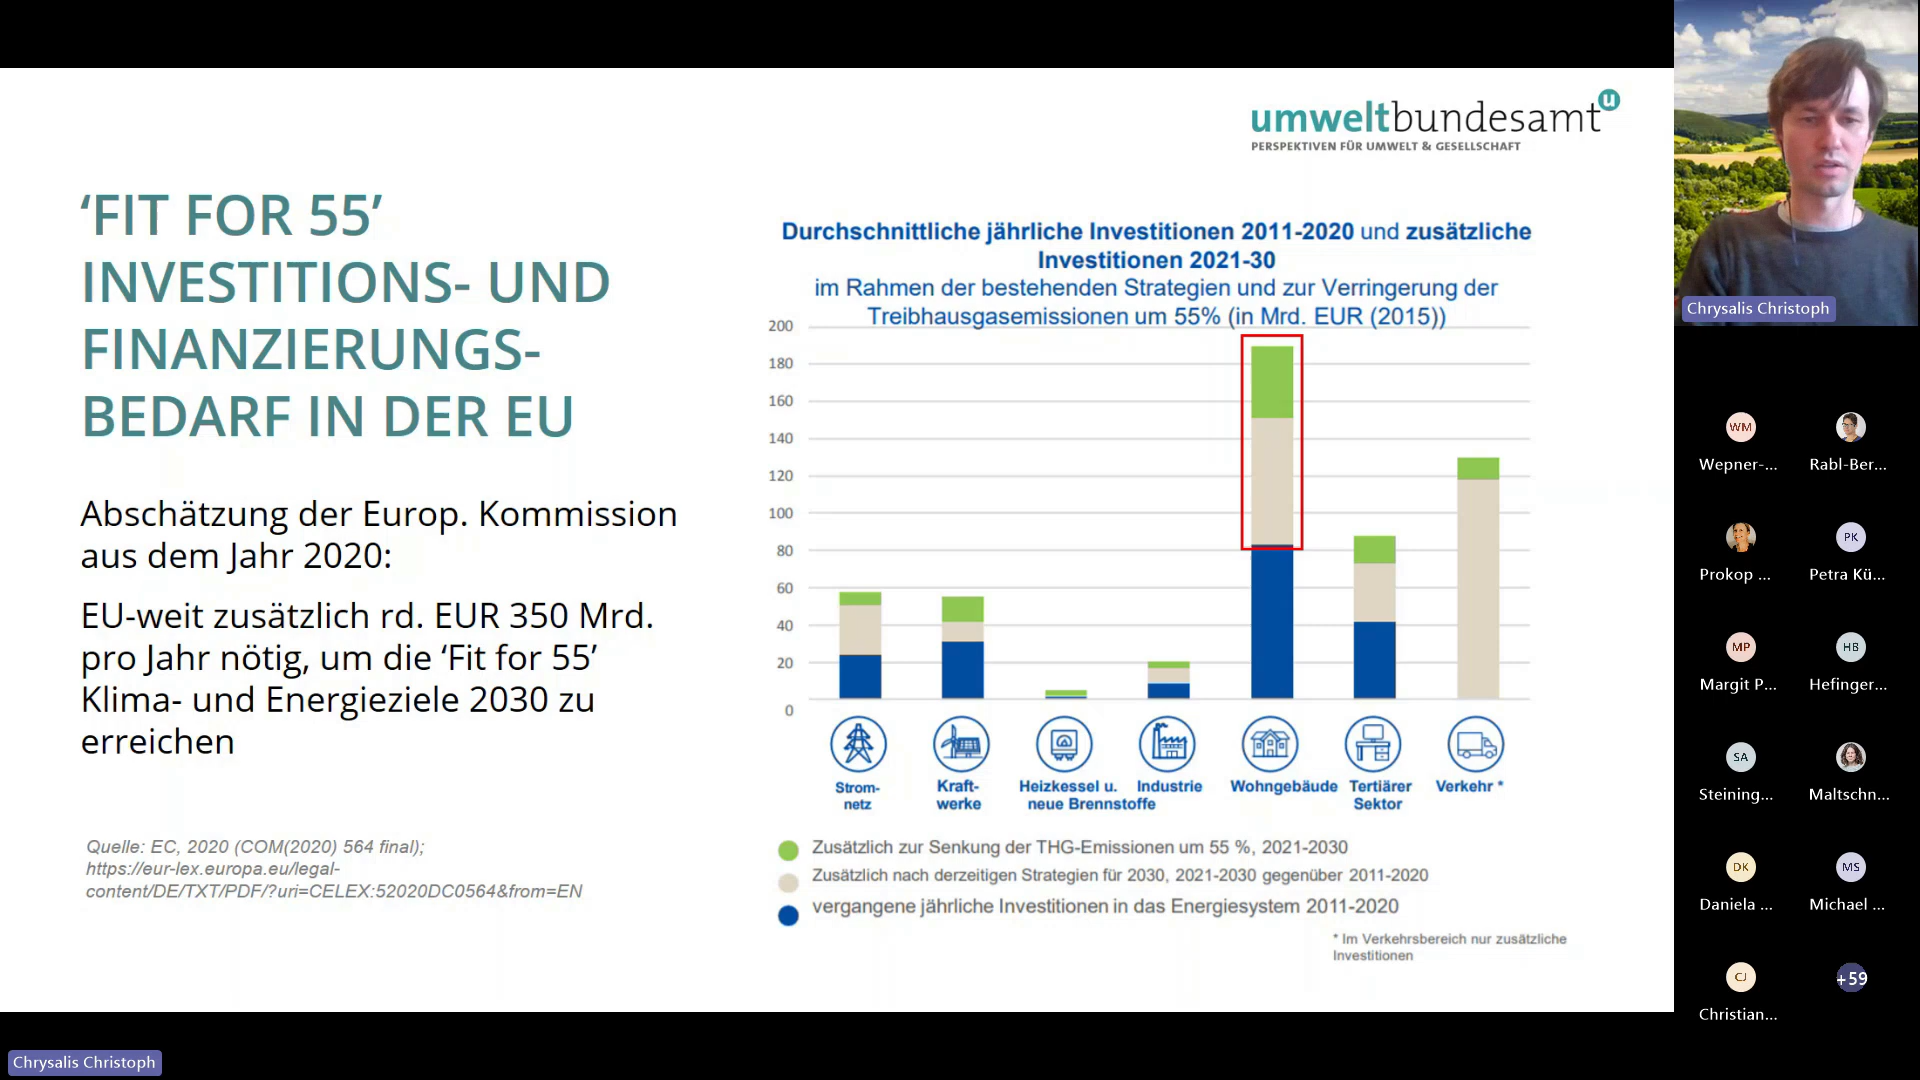 umweltbundesamt
PERSPEKTIVEN FÜR UMWELT & GESELLSCHAFT
‘FIT FOR 55’
INVESTITIONS- UND
FINANZIERUNGS-
BEDARF IN DER EU
Abschätzung der Europ. Kommission
aus dem Jahr 2020:
EU-weit zusätzlich rd. EUR 350 Mrd.
pro Jahr nötig, um die ‘Fit for 55’
Klima- und Energieziele 2030 zu
erreichen
Quelle: EC, 2020 (COM(2020) 564 final);
https://eur-lex.europa.eu/legal-
content/DE/TXT/PDF/?uri=CELEX:52020DC0564&from=EN
Durchschnittliche jährliche Investitionen 2011-2020 und zusätzliche
Investitionen 2021-30
im Rahmen der bestehenden Strategien und zur Verringerung der
Treibhausgasemissionen um 55% (in Mrd. EUR (2015))
200
180
160
140
120
100
80
60
40
20
0
Strom-
netz
Kraft-
werke
Heizkessel u.
neue Brennstoffe
Industrie
Wohngebäude
Tertiärer
Sektor
Verkehr *
Zusätzlich zur Senkung der THG-Emissionen um 55 %, 2021-2030
Zusätzlich nach derzeitigen Strategien für 2030, 2021-2030 gegenüber 2011-2020
vergangene jährliche Investitionen in das Energiesystem 2011-2020
* Im Verkehrsbereich nur zusätzliche
Investitionen
Chrysalis Christoph
WM
Wepner-...
Rabl-Ber...
Prokop ...
PK
Petra Kü...
MP
Margit P...
HB
Hefinger...
SA
Steining...
Maltschn...
DK
Daniela ...
MS
Michael ...
CJ
Christian...
+59
Chrysalis Christoph